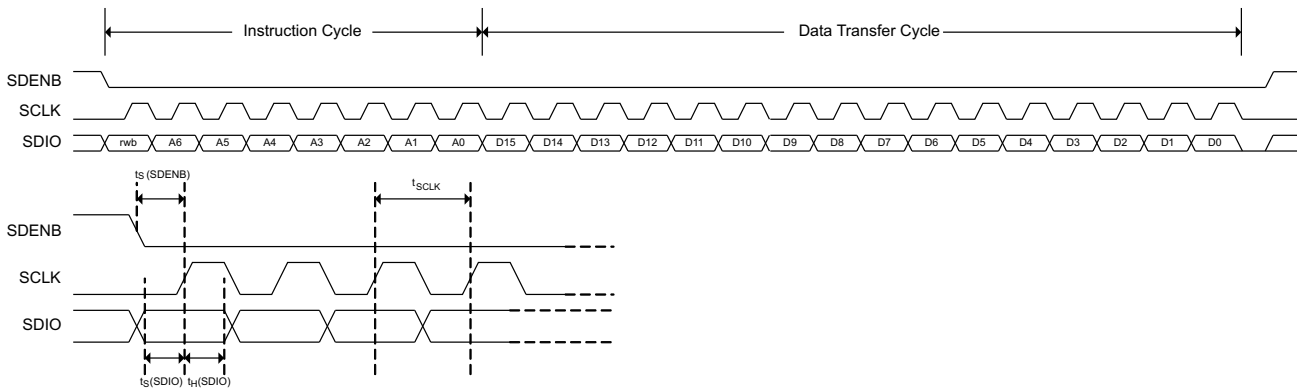 Instruction Cycle
Data Transfer Cycle
SDENB
SCLK
SDIO
rwb A6 A5 A4 A3 A2 A1 A0 D15 D14 D13 D12 D11 D10 D9 D8 D7 D6 D5 D4 D3 D2 D1 D0
tS (SDENB)
tSCLK
SDENB
SCLK
SDIO
tS(SDIO) tH(SDIO)